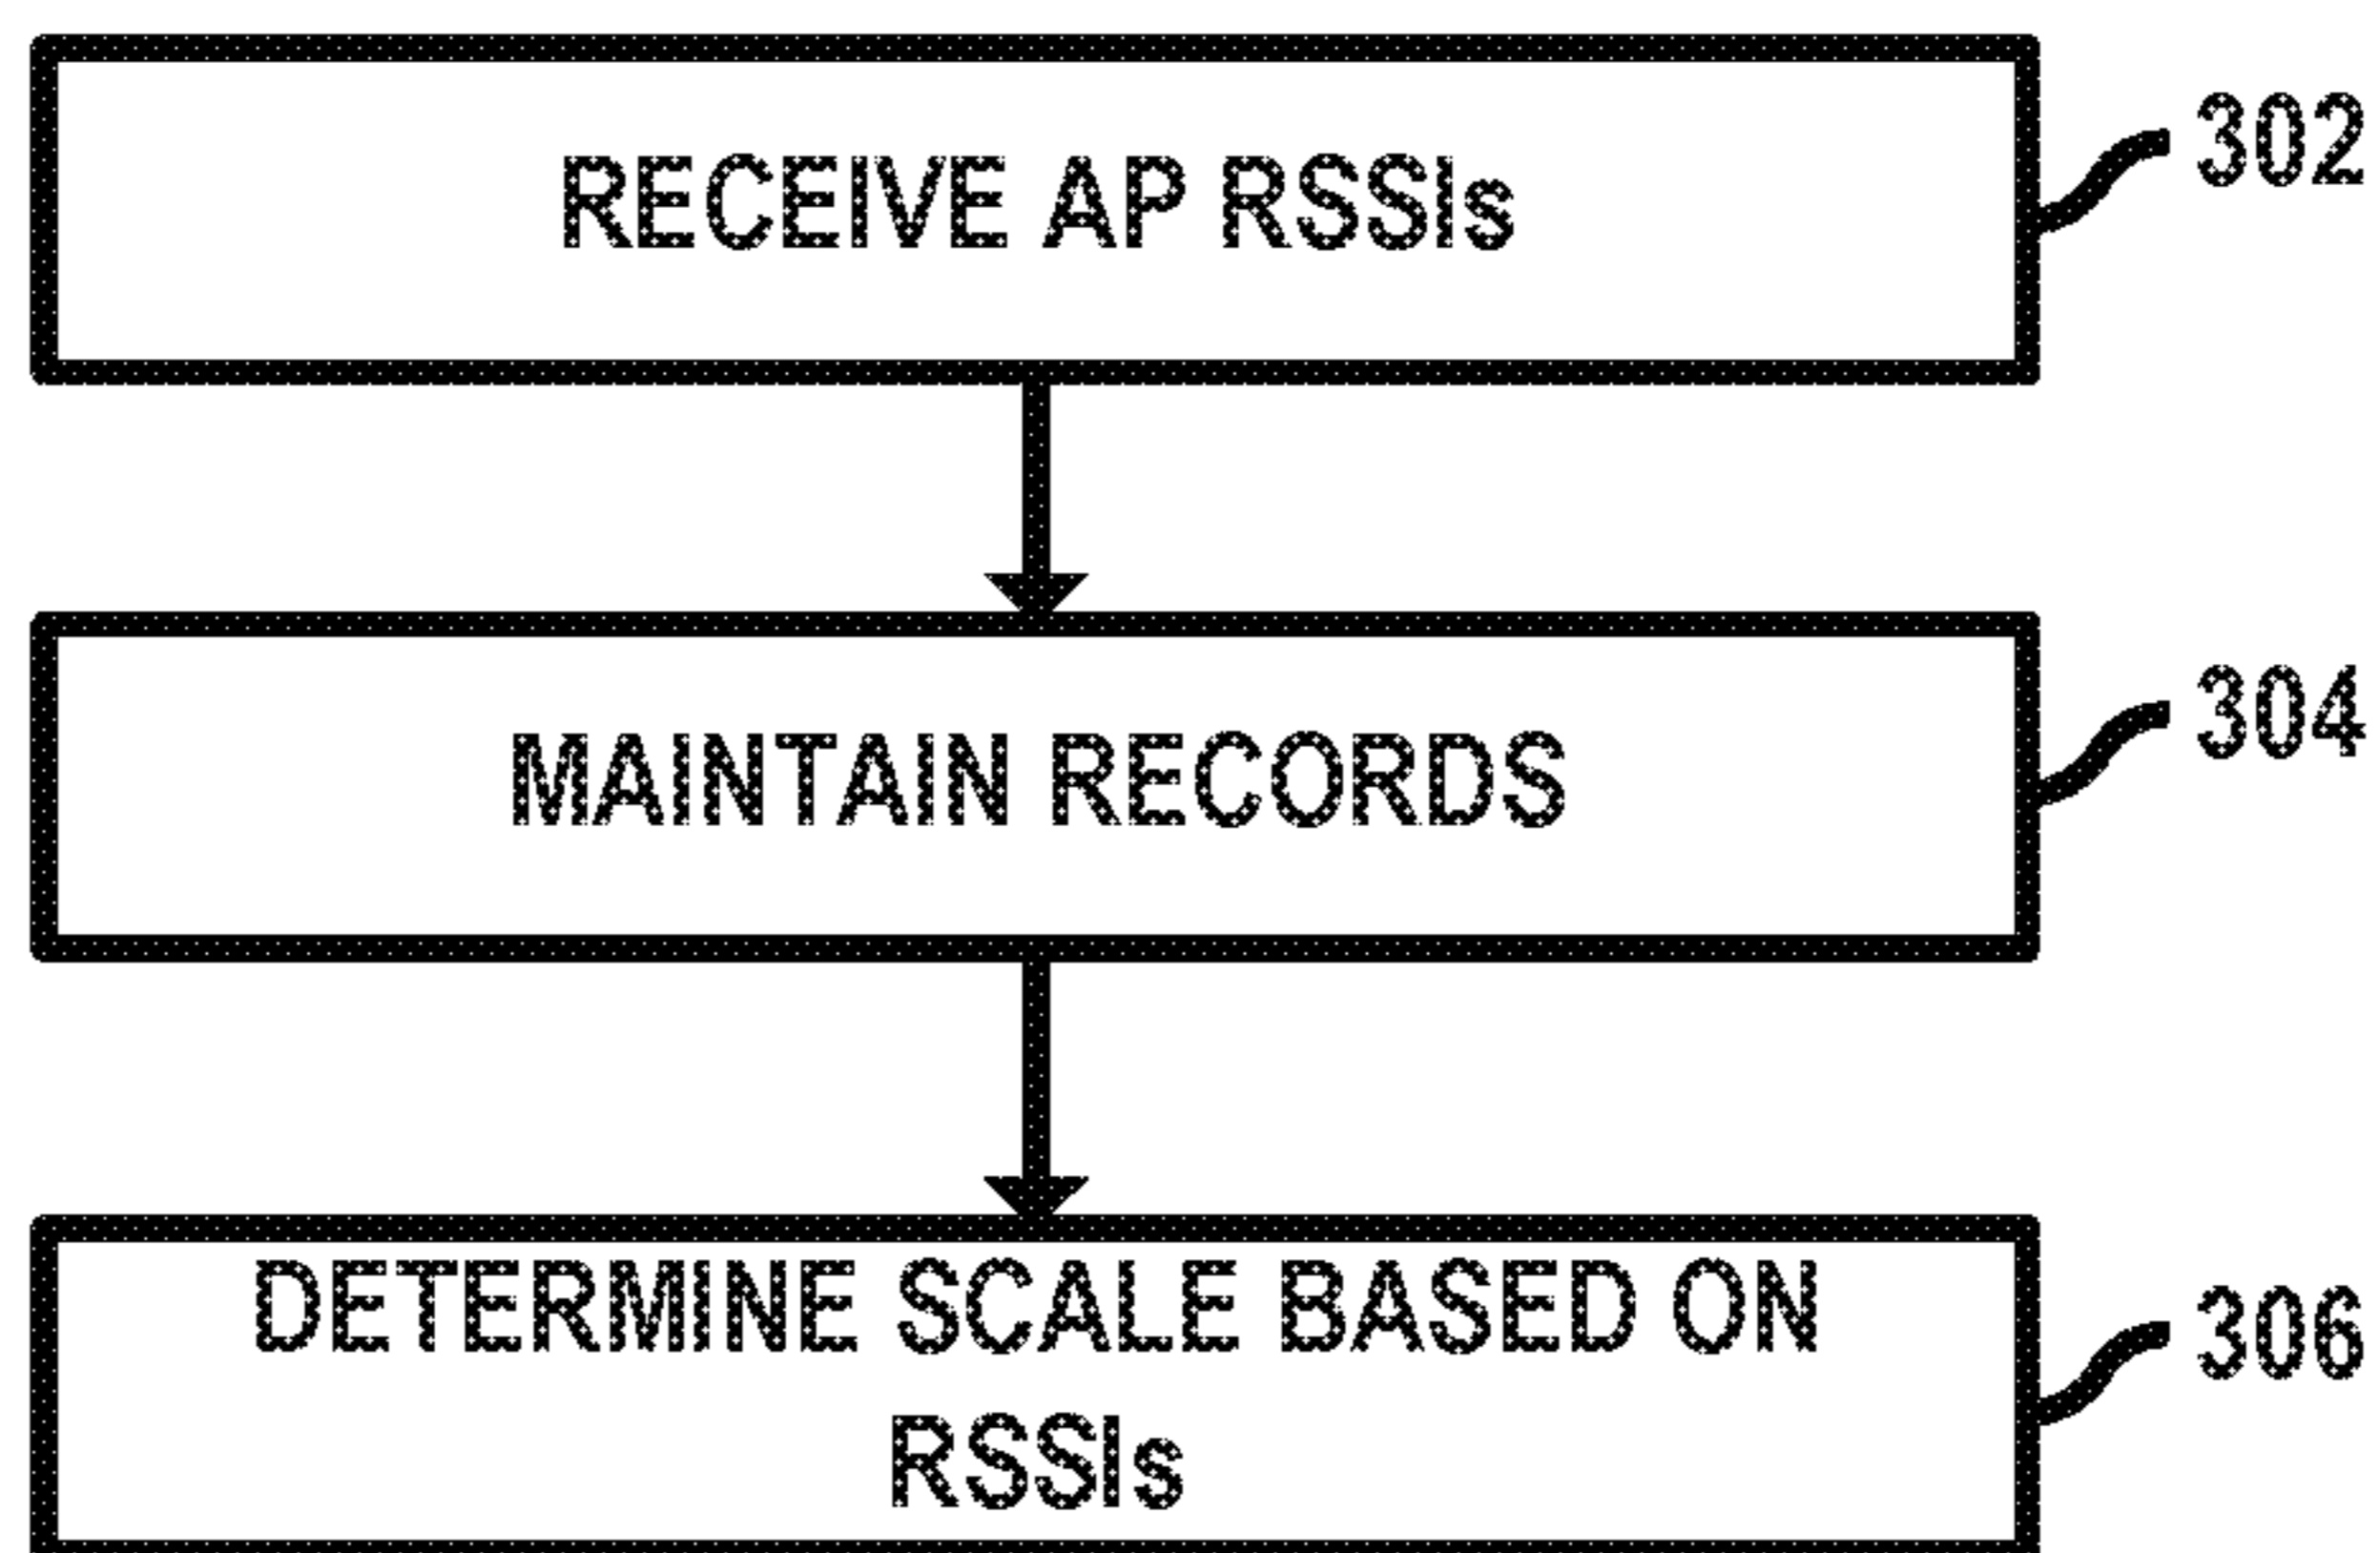 RECEIVE AP RSSIs
302
MAINTAIN RECORDS
304
DETERMINE SCALE BASED ON
RSSIs
306